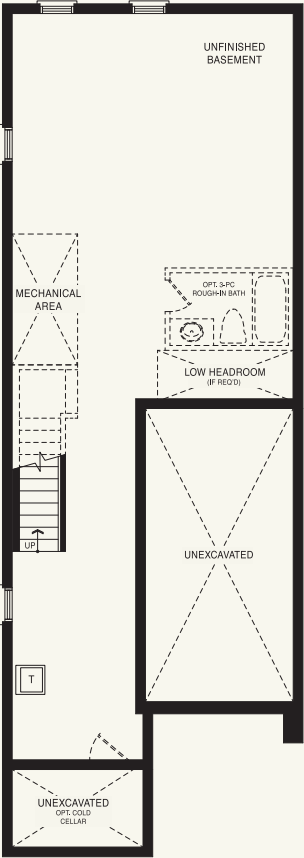 UNFINISHED
BASEMENT
OPT. 3-PC
ROUGH-IN BATH
MECHANICAL
AREA
LOW HEADROOM
(IF REQ'D)
UP
UNEXCAVATED
T
UNEXCAVATED
OPT. COLD
CELLAR